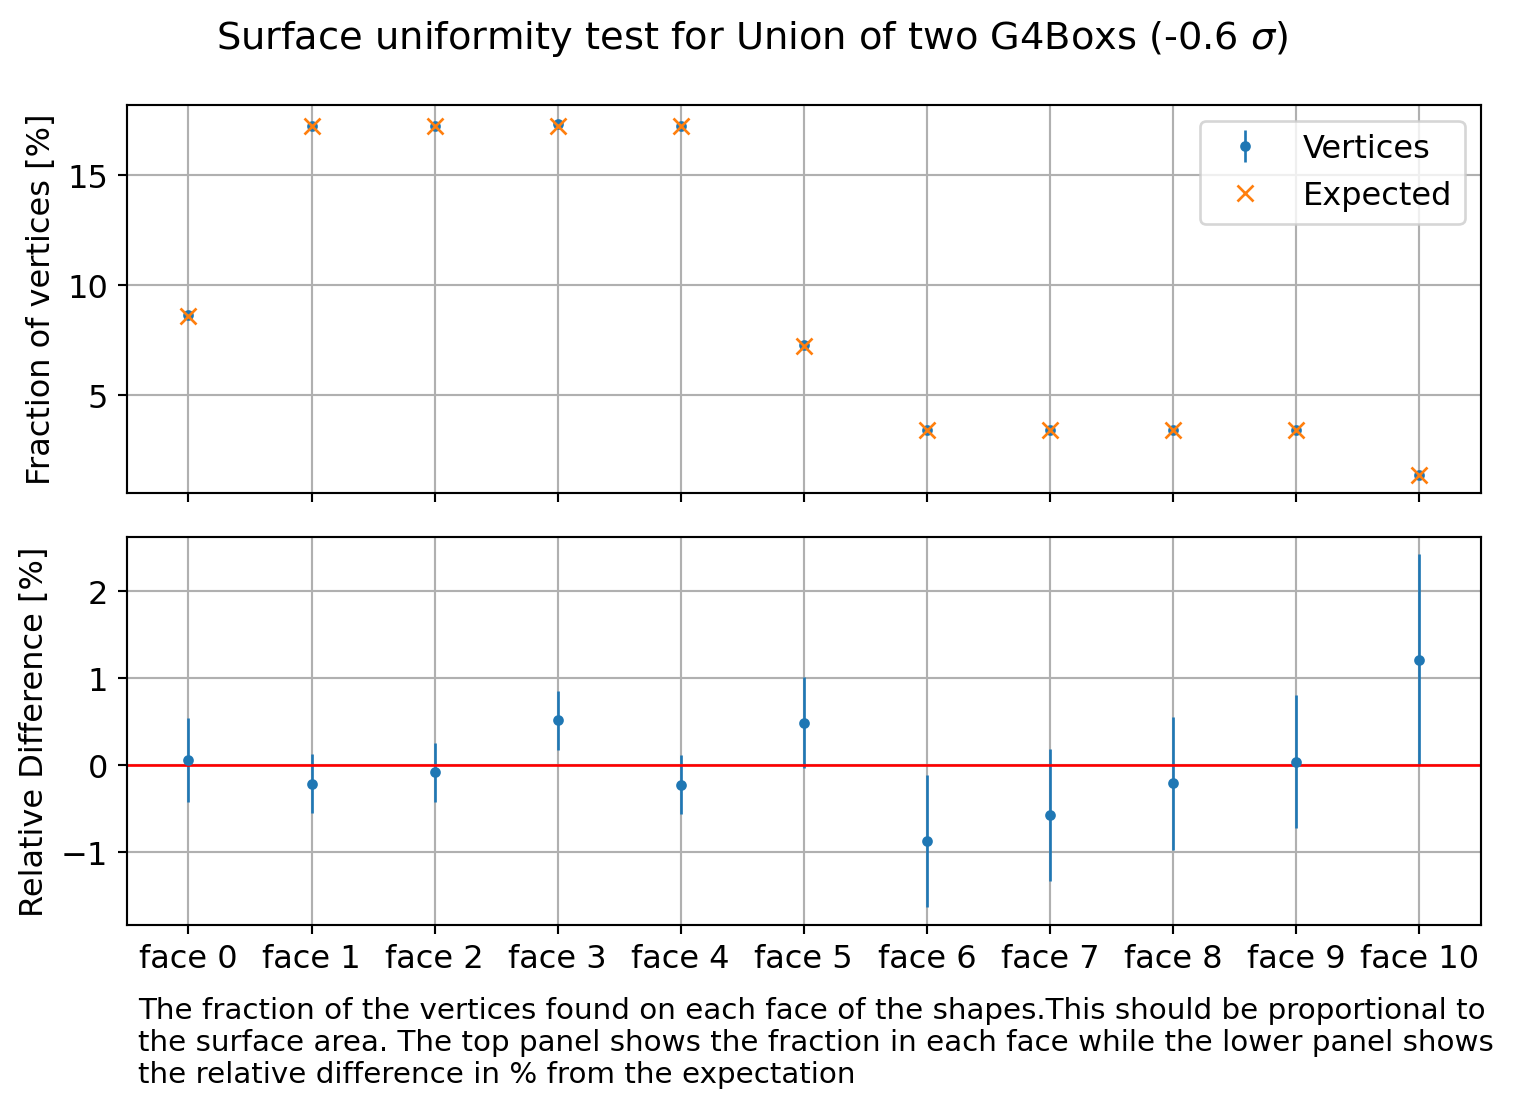 Surface uniformity test for Union of two G4Boxs (-0.6 σ)
Fraction of vertices [%]
15
10
5
Vertices
Expected
Relative Difference [%]
2
1
0
−1
face 0 face 1 face 2 face 3 face 4 face 5 face 6 face 7 face 8 face 9 face 10
The fraction of the vertices found on each face of the shapes.This should be proportional to
the surface area. The top panel shows the fraction in each face while the lower panel shows
the relative difference in % from the expectation